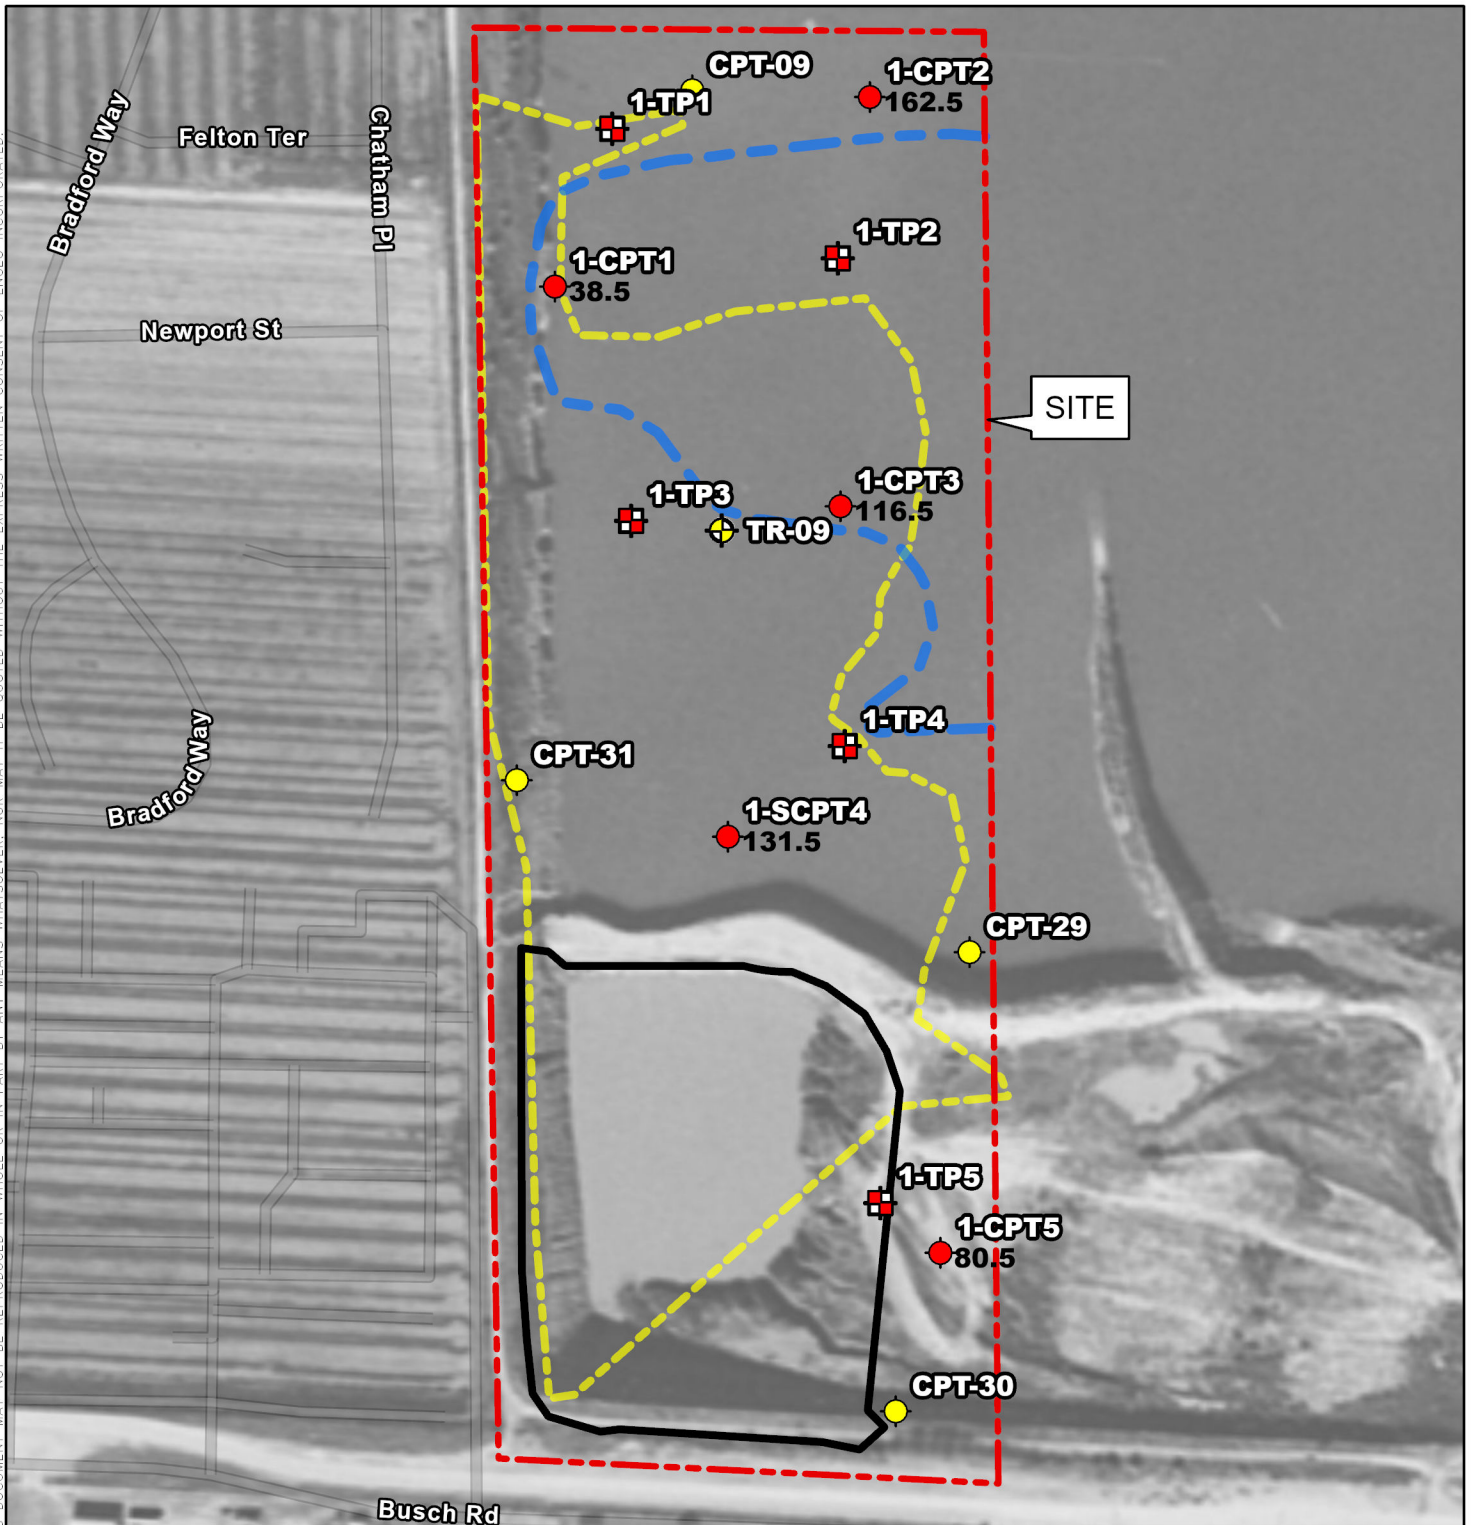 CPT-09
1-CPT2
162.5
1-TP1
Felton Ter
Bradford Way
Chatham Pl
1-TP2
1-CPT1
38.5
Newport St
SITE
1-CPT3
116.5
1-TP3
TR-09
1-TP4
Bradford Way
CPT-31
1-SCPT4
131.5
CPT-29
1-TP5
1-CPT5
80.5
CPT-30
Busch Rd